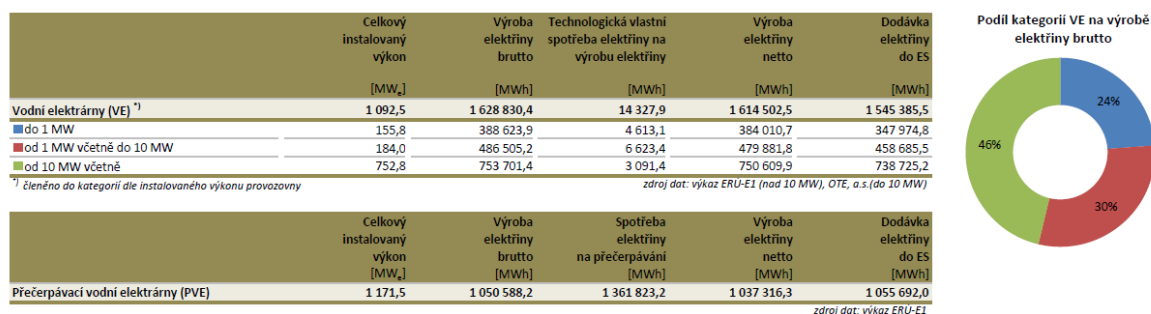 Celkový instalovaný výkon [MWe] Výroba elektřiny brutto [MWh] Technologická vlastní spotřeba elektřiny na výrobu elektřiny [MWh] Výroba elektřiny netto [MWh] Dodávka elektřiny do ES [MWh]
Vodní elektrárny (VE) *) 1 092,5 1 628 830,4 14 327,9 1 614 502,5 1 545 385,5
do 1 MW 155,8 388 623,9 4 613,1 384 010,7 347 974,8
od 1 MW včetně do 10 MW 184,0 486 505,2 6 623,4 479 881,8 458 685,5
od 10 MW včetně 752,8 753 701,4 3 091,4 750 609,9 738 725,2
*) členěno do kategorií dle instalovaného výkonu provozovny
zdroj dat: výkaz ERÚ-E1 (nad 10 MW), OTE, a.s.(do 10 MW)
Podíl kategorií VE na výrobě
elektřiny brutto
24%
46%
30%
Celkový instalovaný výkon [MWe] Výroba elektřiny brutto [MWh] Spotřeba elektřiny na přečerpávání [MWh] Výroba elektřiny netto [MWh] Dodávka elektřiny do ES [MWh]
Přečerpávací vodní elektrárny (PVE) 1 171,5 1 050 588,2 1 361 823,2 1 037 316,3 1 055 692,0
zdroj dat: výkaz ERÚ-E1